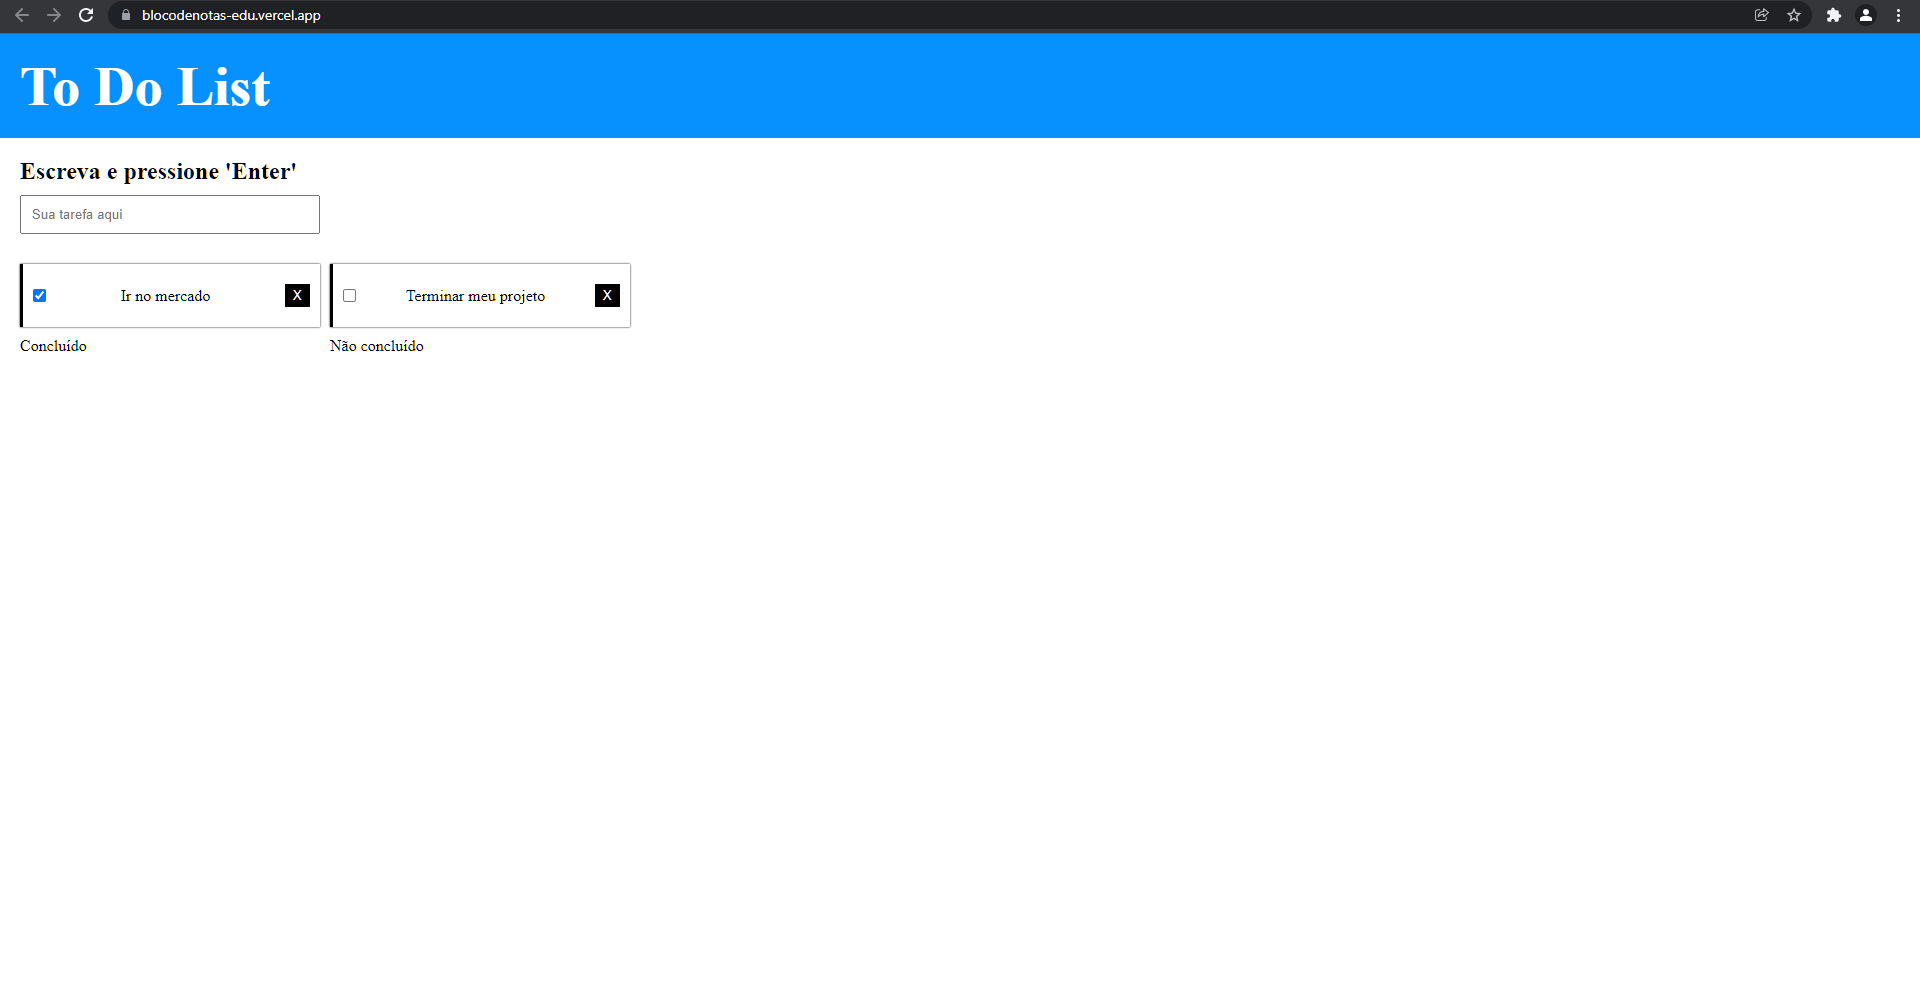 blocodenotas-edu.vercel.app
To Do List
Escreva e pressione 'Enter'
Sua tarefa aqui
Ir no mercado X
Terminar meu projeto X
Concluído
Não concluído